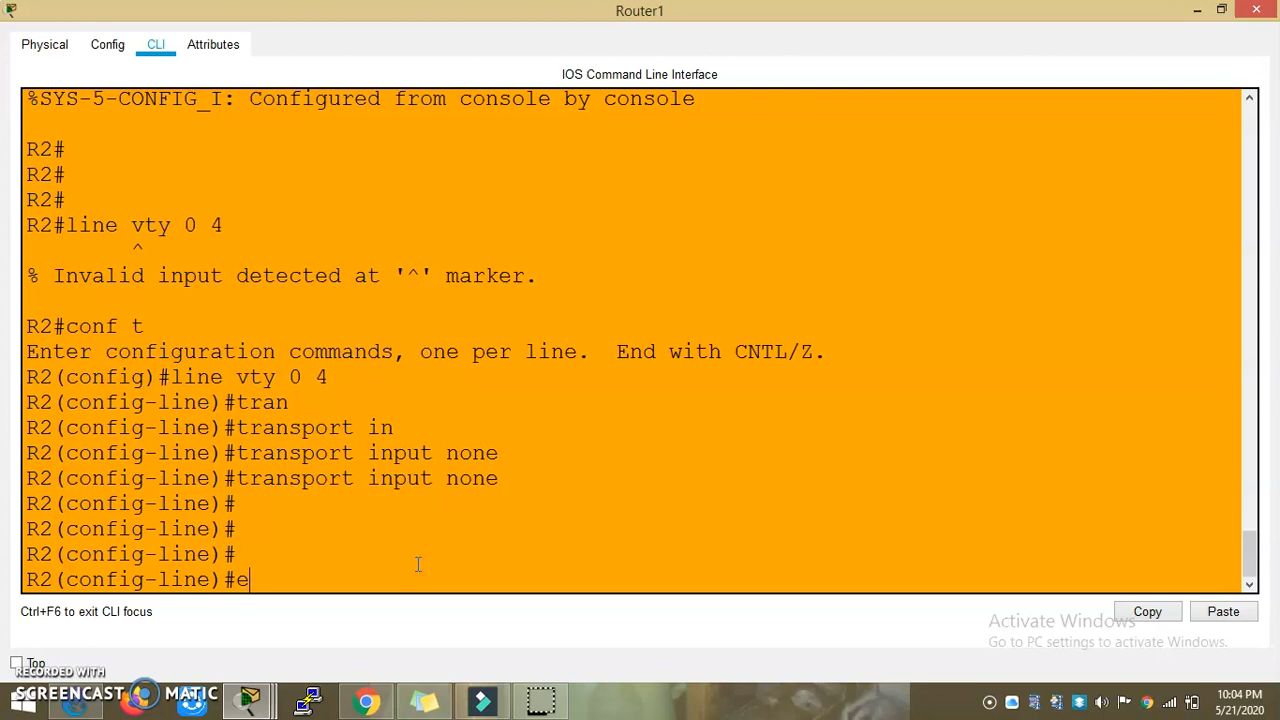 Router1
Physical Config CLI Attributes
IOS Command Line Interface
%SYS-5-CONFIG_I: Configured from console by console
R2#
R2#
R2#
R2#line vty 0 4
^
% Invalid input detected at '^' marker.
R2#conf t
Enter configuration commands, one per line. End with CNTL/Z.
R2(config)#line vty 0 4
R2(config-line)#tran
R2(config-line)#transport in
R2(config-line)#transport input none
R2(config-line)#transport input none
R2(config-line)#
R2(config-line)#
R2(config-line)#
R2(config-line)#e
Ctrl+F6 to exit CLI focus
Copy Paste
Activate Windows
Go to PC settings to activate Windows.
Top
RECORDED WITH
SCREENCAST MATIC
10:04 PM
5/21/2020